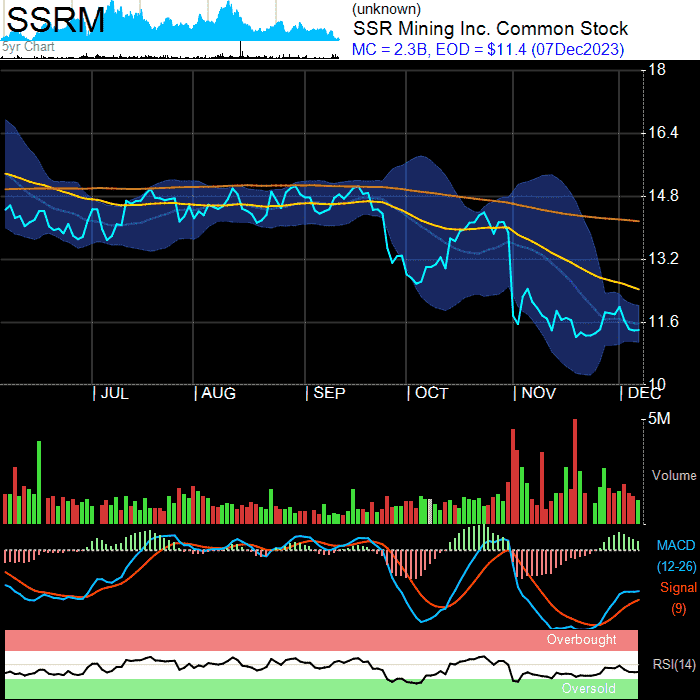 SSRM
5yr Chart
(unknown)
SSR Mining Inc. Common Stock
MC = 2.3B, EOD = $11.4 (07Dec2023)
18
16.4
14.8
13.2
11.6
10
JUL AUG SEP OCT NOV DEC
5M
Volume
MACD
(12-26)
Signal
(9)
Overbought
RSI(14)
Oversold